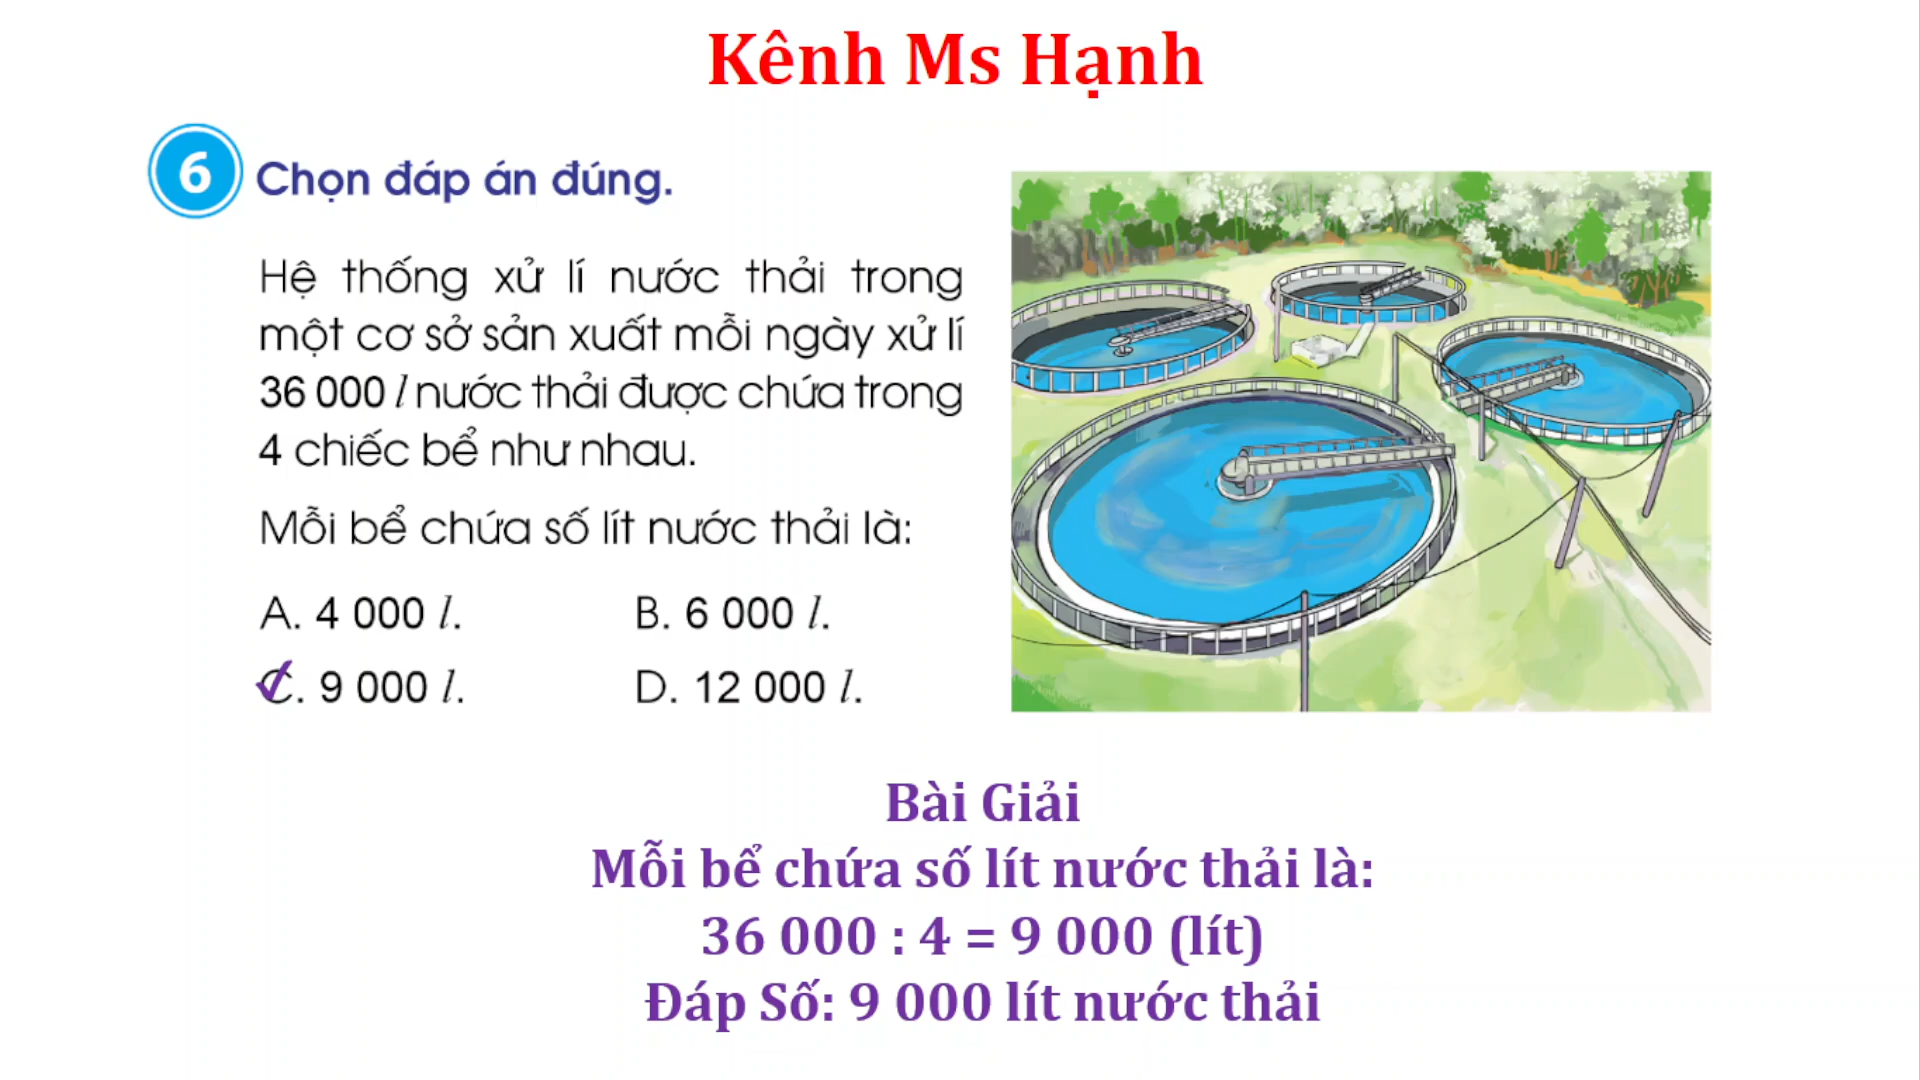 Kênh Ms Hạnh
6 Chọn đáp án đúng.
Hệ thống xử lí nước thải trong
một cơ sở sản xuất mỗi ngày xử lí
36 000 l nước thải được chứa trong
4 chiếc bể như nhau.
Mỗi bể chứa số lít nước thải là:
A. 4 000 l. B. 6 000 l.
C. 9 000 l. D. 12 000 l.
Bài Giải
Mỗi bể chứa số lít nước thải là:
36 000 : 4 = 9 000 (lít)
Đáp Số: 9 000 lít nước thải